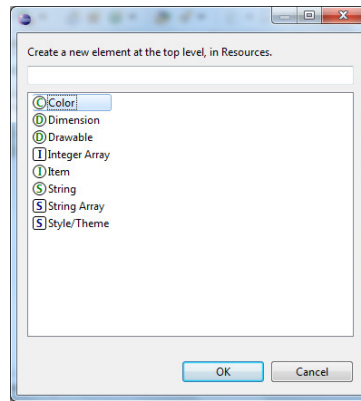 Create a new element at the top level, in Resources.
C Color
D Dimension
D Drawable
I Integer Array
I Item
S String
S String Array
S Style/Theme
OK
Cancel